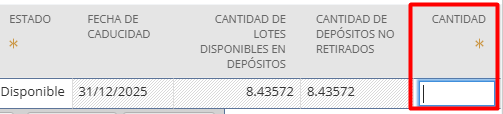 ESTADO
*
FECHA DE
CADUCIDAD
CANTIDAD DE
LOTES
DISPONIBLES EN
DEPÓSITOS
CANTIDAD DE
DEPÓSITOS NO
RETIRADOS
CANTIDAD
*
Disponible
31/12/2025
8.43572
8.43572